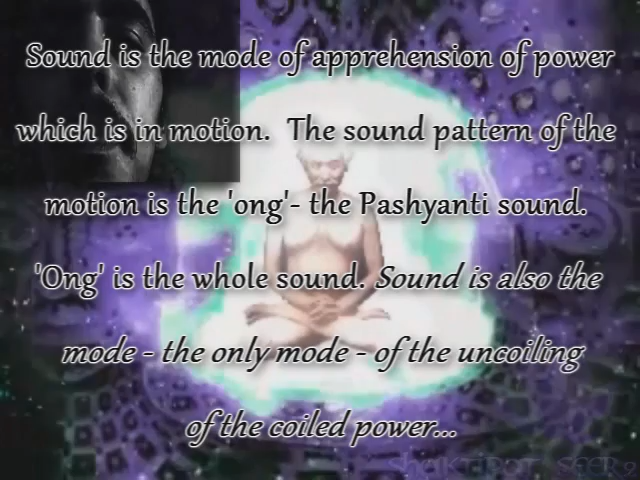 Sound is the mode of apprehension of power
which is in motion.  The sound pattern of the
motion is the 'ong'- the Pashyanti sound.
'Ong' is the whole sound. Sound is also the
mode - the only mode - of the uncoiling
of the coiled power...
SHAKTIPAT SEER9